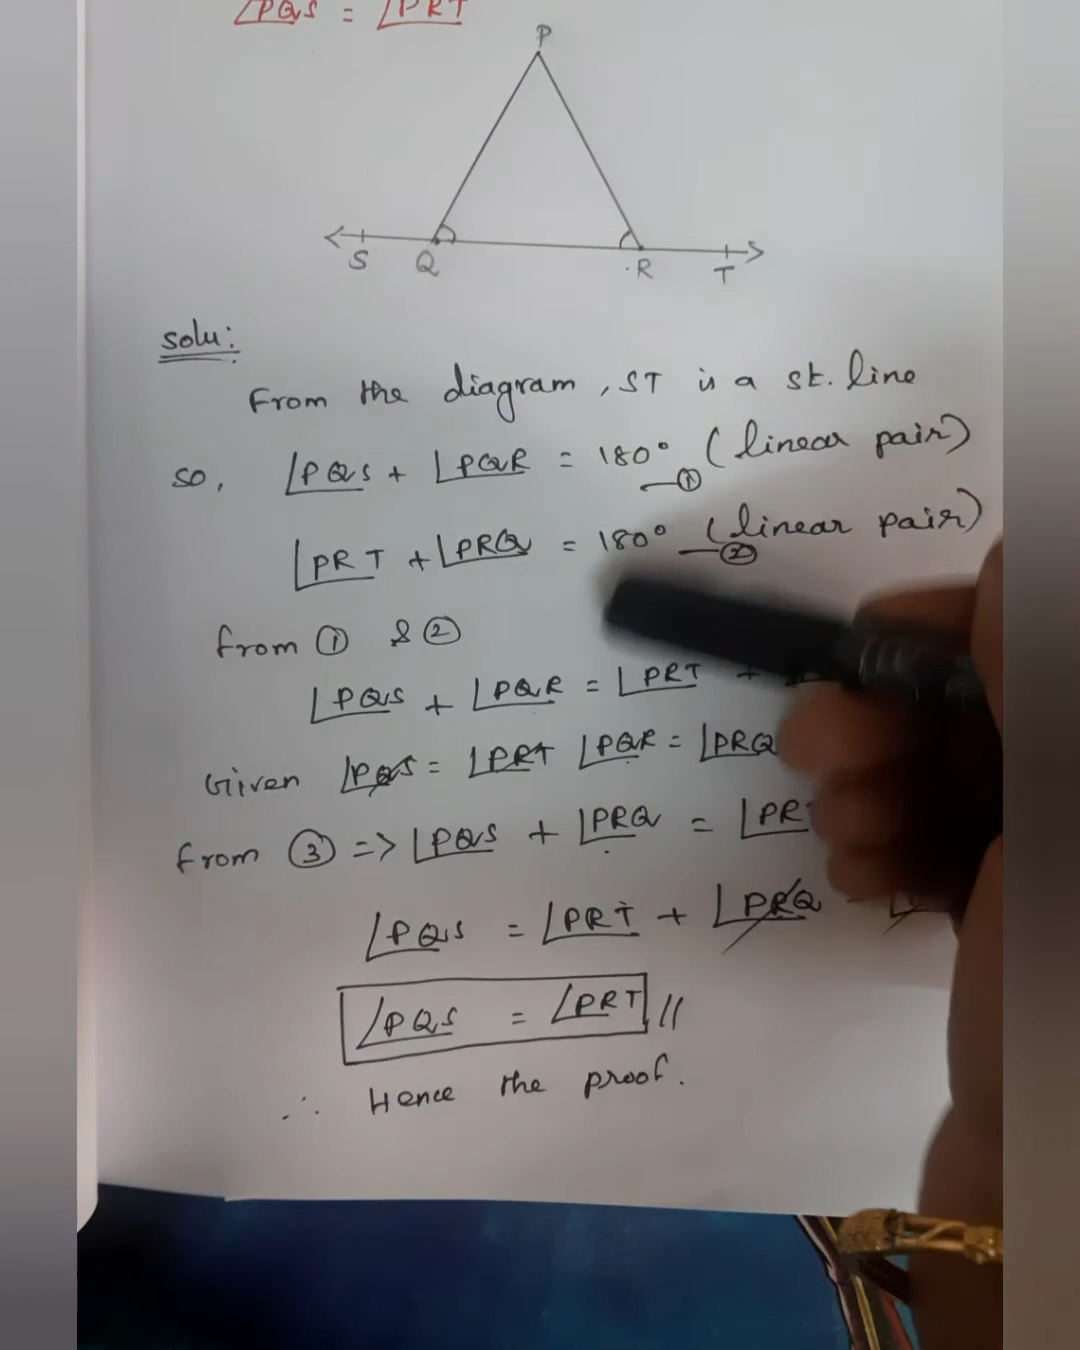 ∠PQS = ∠PRT
P
S Q R T
Solu:
From the diagram, ST is a st. line
so, ∠PQS + ∠PQR = 180° (linear pair)
①
∠PRT + ∠PRQ = 180° (linear pair)
②
from ① & ②
∠PQS + ∠PQR = ∠PRT +
Given ∠PQS = ∠PRT ∠PQR = ∠PRQ
from ③ => ∠PQS + ∠PRQ = ∠PR
∠PQS = ∠PRT + ∠PRQ -
∠PQS = ∠PRT //
∴ Hence the proof.